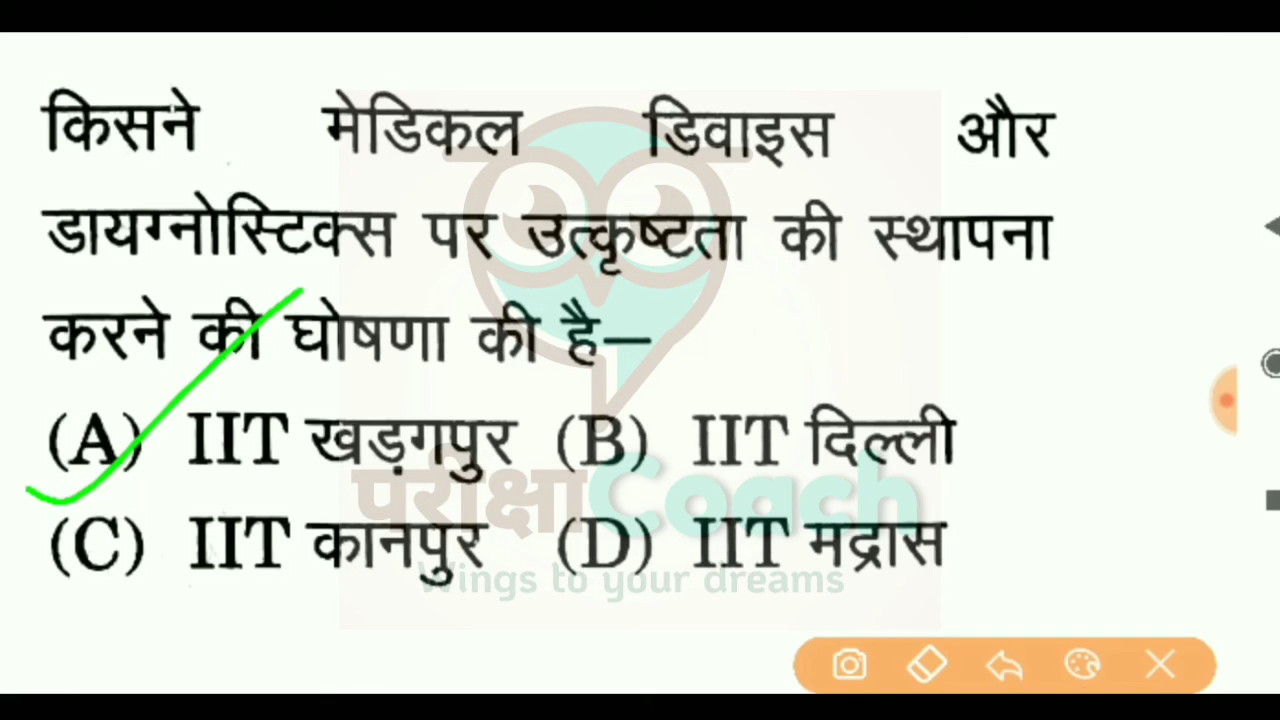 किसने मेडिकल डिवाइस और
डायग्नोस्टिक्स पर उत्कृष्टता की स्थापना
करने की घोषणा की है—
(A) IIT खड़गपुर (B) IIT दिल्ली
परीक्षाCoach
(C) IIT कानपुर (D) IIT मद्रास
Wings to your dreams